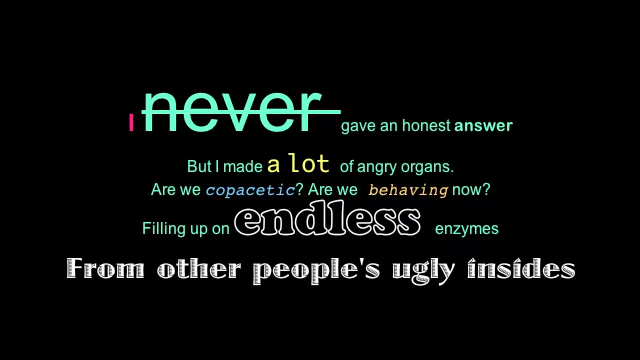 I never gave an honest answer
But I made a lot of angry organs.
Are we copacetic? Are we behaving now?
Filling up on endless enzymes
From other people's ugly insides